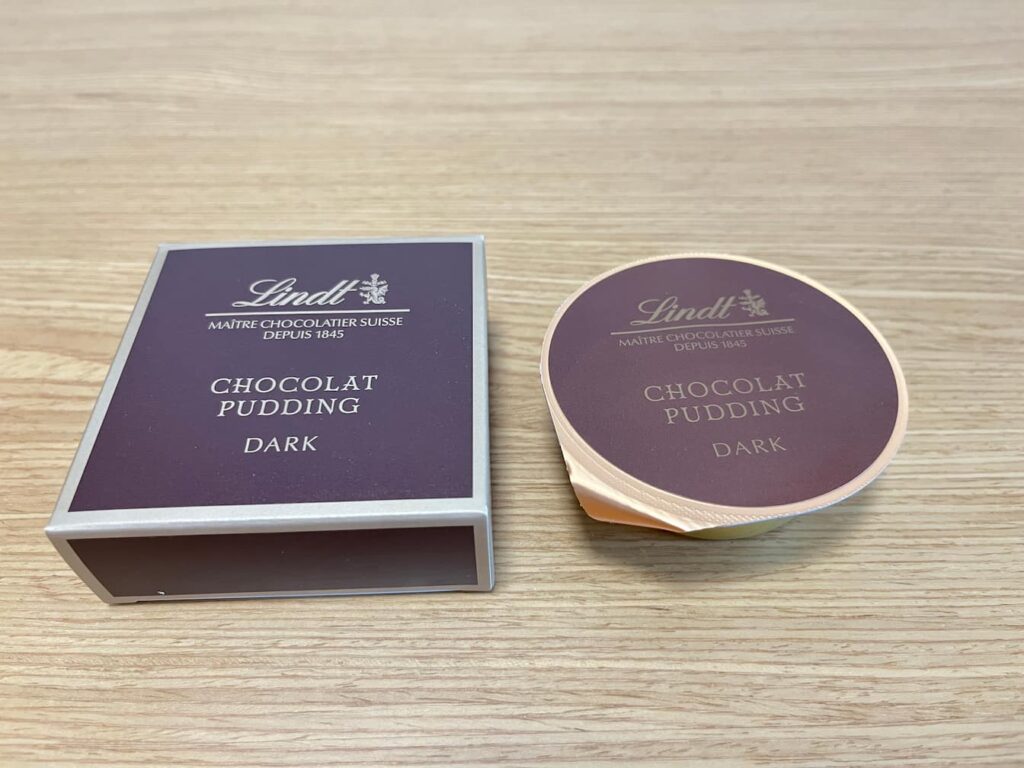 Lindt
MAÎTRE CHOCOLATIER SUISSE
DEPUIS 1845
CHOCOLAT
PUDDING
DARK
Lindt
MAÎTRE CHOCOLATIER SUISSE
DEPUIS 1845
CHOCOLAT
PUDDING
DARK